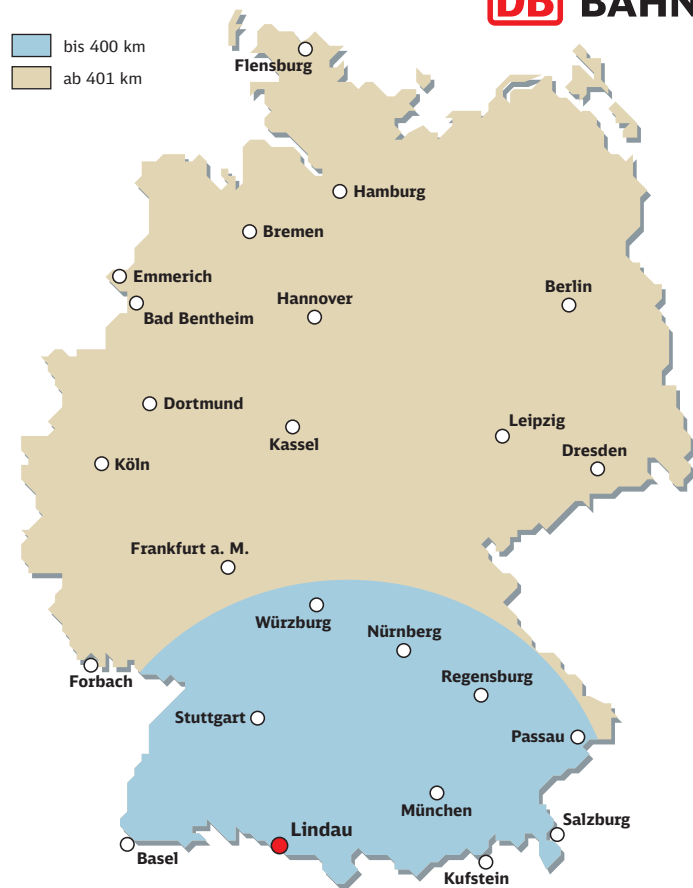 DB BAHN
bis 400 km
ab 401 km
Flensburg
Hamburg
Bremen
Emmerich
Bad Bentheim
Hannover
Berlin
Dortmund
Kassel
Leipzig
Dresden
Köln
Frankfurt a. M.
Würzburg
Nürnberg
Forbach
Regensburg
Stuttgart
Passau
München
Lindau
Salzburg
Basel
Kufstein